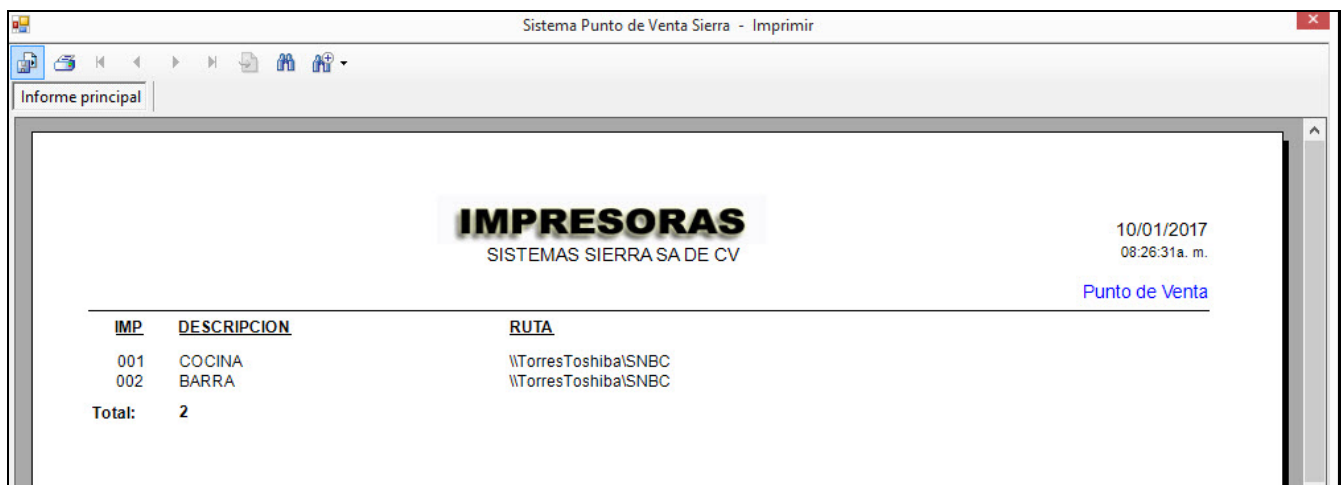 Sistema Punto de Venta Sierra - Imprimir
Informe principal
IMPRESORAS
10/01/2017
SISTEMAS SIERRA SA DE CV
08:26:31a. m.
Punto de Venta
IMP DESCRIPCION RUTA
001 COCINA \\TorresToshiba\SNBC
002 BARRA \\TorresToshiba\SNBC
Total: 2